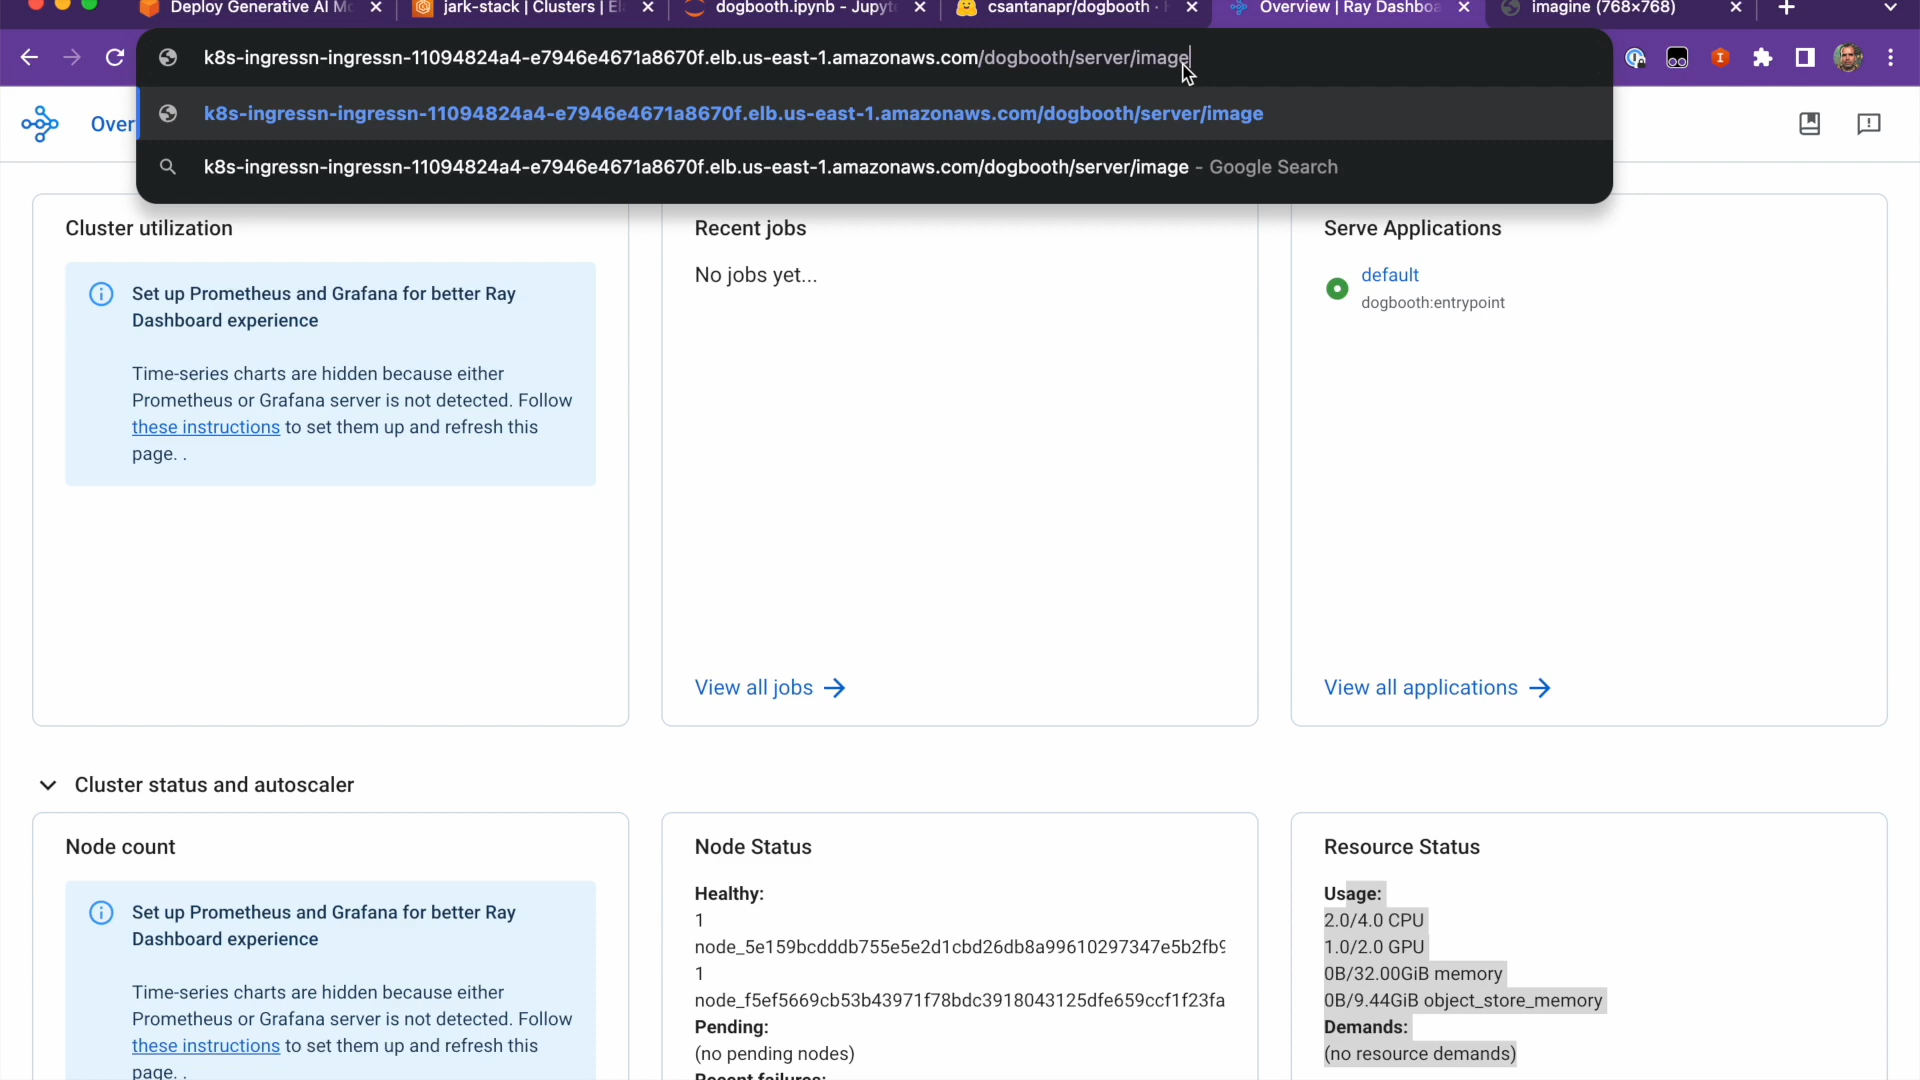 Deploy Generative AI Mo
jark-stack | Clusters | El
dogbooth.ipynb - Jupyte
csantanapr/dogbooth · H
Overview | Ray Dashboa
imagine (768×768)
k8s-ingressn-ingressn-11094824a4-e7946e4671a8670f.elb.us-east-1.amazonaws.com/dogbooth/server/image
k8s-ingressn-ingressn-11094824a4-e7946e4671a8670f.elb.us-east-1.amazonaws.com/dogbooth/server/image
k8s-ingressn-ingressn-11094824a4-e7946e4671a8670f.elb.us-east-1.amazonaws.com/dogbooth/server/image - Google Search
Over
Cluster utilization
Set up Prometheus and Grafana for better Ray
Dashboard experience
Time-series charts are hidden because either
Prometheus or Grafana server is not detected. Follow
these instructions to set them up and refresh this
page. .
Recent jobs
No jobs yet...
View all jobs
Serve Applications
default
dogbooth:entrypoint
View all applications
Cluster status and autoscaler
Node count
Set up Prometheus and Grafana for better Ray
Dashboard experience
Time-series charts are hidden because either
Prometheus or Grafana server is not detected. Follow
these instructions to set them up and refresh this
page. .
Node Status
Healthy:
1
node_5e159bcdddb755e5e2d1cbd26db8a99610297347e5b2fb9
1
node_f5ef5669cb53b43971f78bdc3918043125dfe659ccf1f23fa
Pending:
(no pending nodes)
Recent failures:
Resource Status
Usage:
2.0/4.0 CPU
1.0/2.0 GPU
0B/32.00GiB memory
0B/9.44GiB object_store_memory
Demands:
(no resource demands)